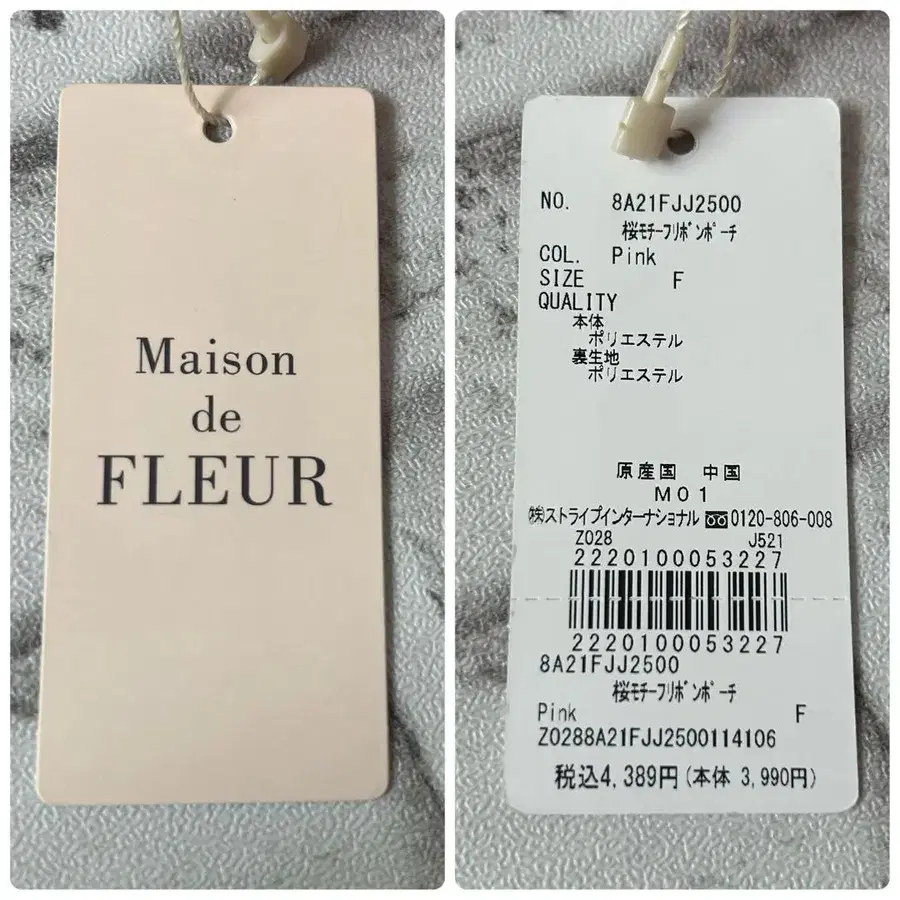 Maison
de
FLEUR
NO. 8A21FJJ2500
桜ﾓﾁｰﾌﾘﾎﾞﾝﾎﾟｰﾁ
COL. Pink
SIZE F
QUALITY
本体
ポリエステル
裏生地
ポリエステル
原産国 中国
M01
㈱ストライプインターナショナル 0120-806-008
Z028 J521
2220100053227
2220100053227
8A21FJJ2500
桜ﾓﾁｰﾌﾘﾎﾞﾝﾎﾟｰﾁ
Pink F
Z0288A21FJJ2500114106
税込4,389円(本体 3,990円)